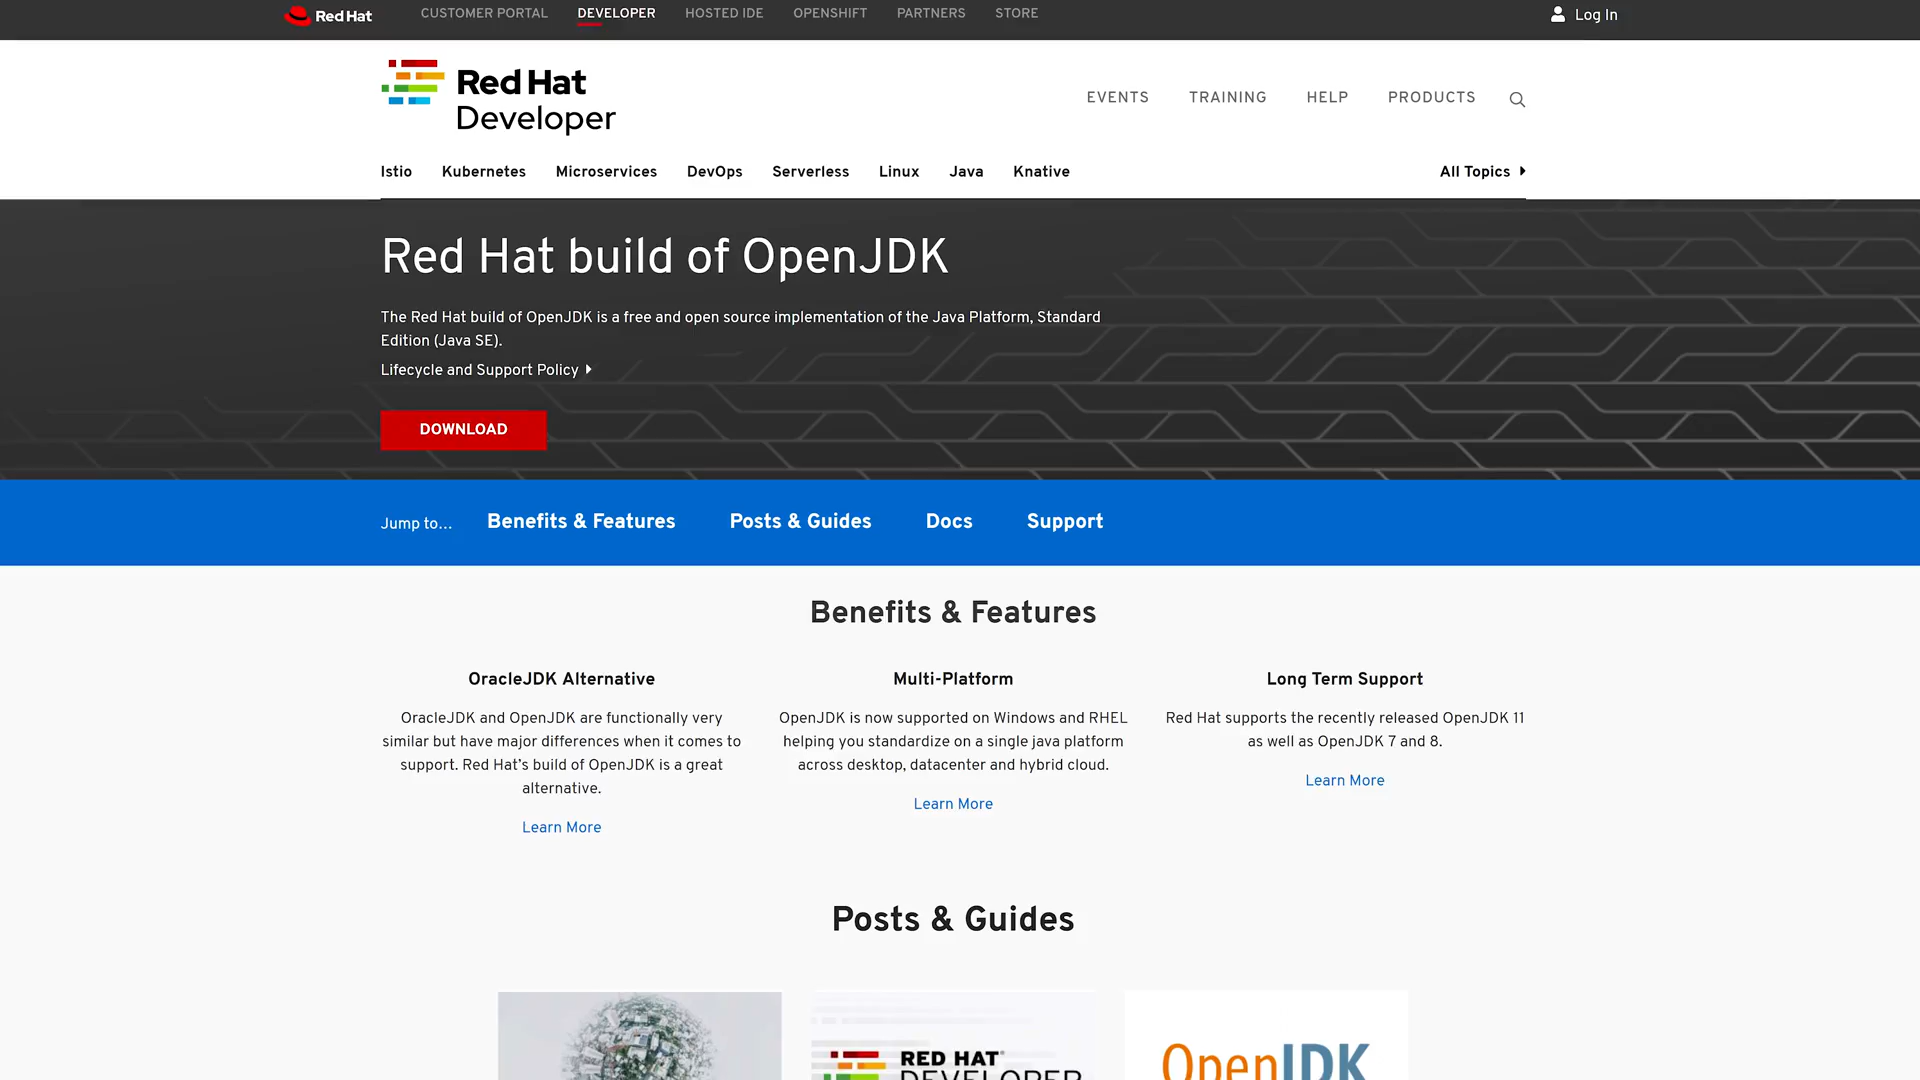 Red Hat
CUSTOMER PORTAL
DEVELOPER
HOSTED IDE
OPENSHIFT
PARTNERS
STORE
Log In
Red Hat
Developer
EVENTS
TRAINING
HELP
PRODUCTS
Istio
Kubernetes
Microservices
DevOps
Serverless
Linux
Java
Knative
All Topics
Red Hat build of OpenJDK
The Red Hat build of OpenJDK is a free and open source implementation of the Java Platform, Standard
Edition (Java SE).
Lifecycle and Support Policy
DOWNLOAD
Jump to...
Benefits & Features
Posts & Guides
Docs
Support
Benefits & Features
OracleJDK Alternative
OracleJDK and OpenJDK are functionally very
similar but have major differences when it comes to
support. Red Hat's build of OpenJDK is a great
alternative.
Learn More
Multi-Platform
OpenJDK is now supported on Windows and RHEL
helping you standardize on a single java platform
across desktop, datacenter and hybrid cloud.
Learn More
Long Term Support
Red Hat supports the recently released OpenJDK 11
as well as OpenJDK 7 and 8.
Learn More
Posts & Guides
RED HAT
DEVELOPER
OpenJDK